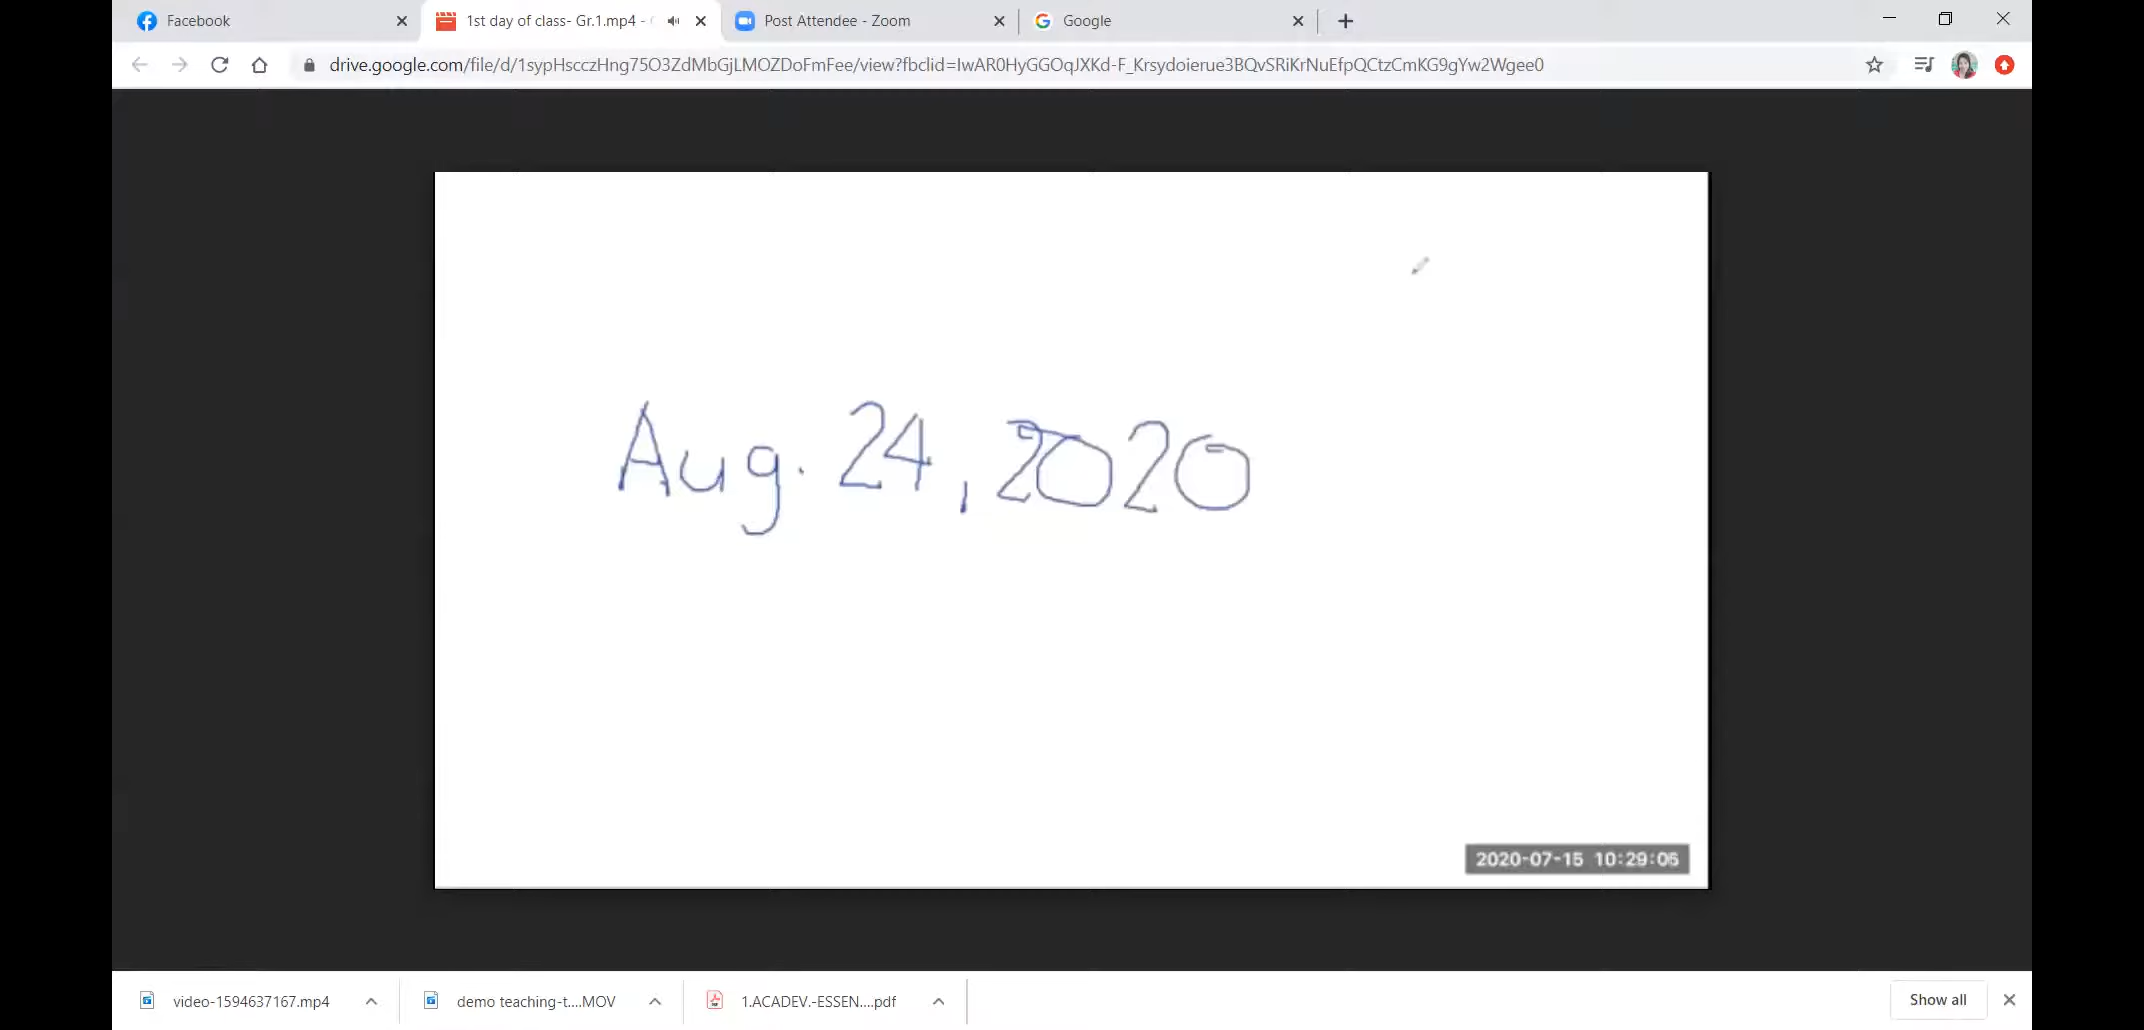 Facebook
1st day of class- Gr.1.mp4 -
Post Attendee - Zoom
Google
drive.google.com/file/d/1sypHscczHng75O3ZdMbGjLMOZDoFmFee/view?fbclid=IwAR0HyGGOqJXKd-F_Krsydoierue3BQvSRiKrNuEfpQCtzCmKG9gYw2Wgee0
Aug. 24, 2020
2020-07-15 10:29:06
video-1594637167.mp4
demo teaching-t....MOV
1.ACADEV.-ESSEN....pdf
Show all